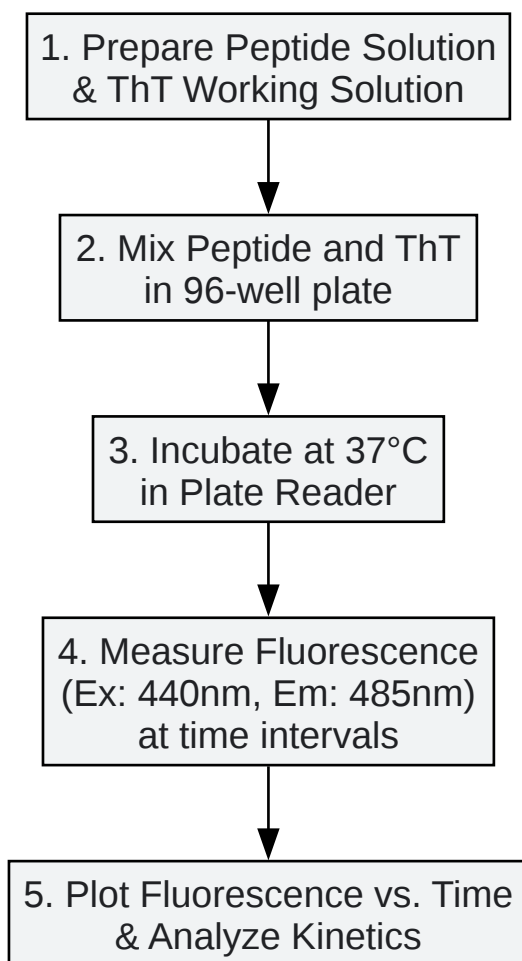 1. Prepare Peptide Solution
& ThT Working Solution
2. Mix Peptide and ThT
in 96-well plate
3. Incubate at 37°C
in Plate Reader
4. Measure Fluorescence
(Ex: 440nm, Em: 485nm)
at time intervals
5. Plot Fluorescence vs. Time
& Analyze Kinetics